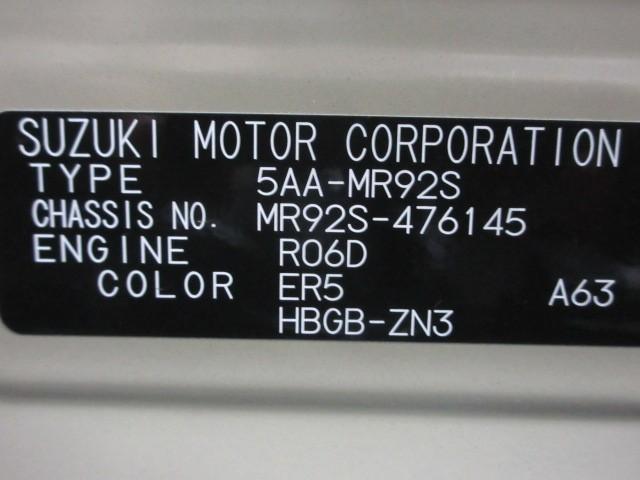 SUZUKI MOTOR CORPORATION
TYPE 5AA-MR92S
CHASSIS NO. MR92S-476145
ENGINE R06D
COLOR ER5 A63
HBGB-ZN3